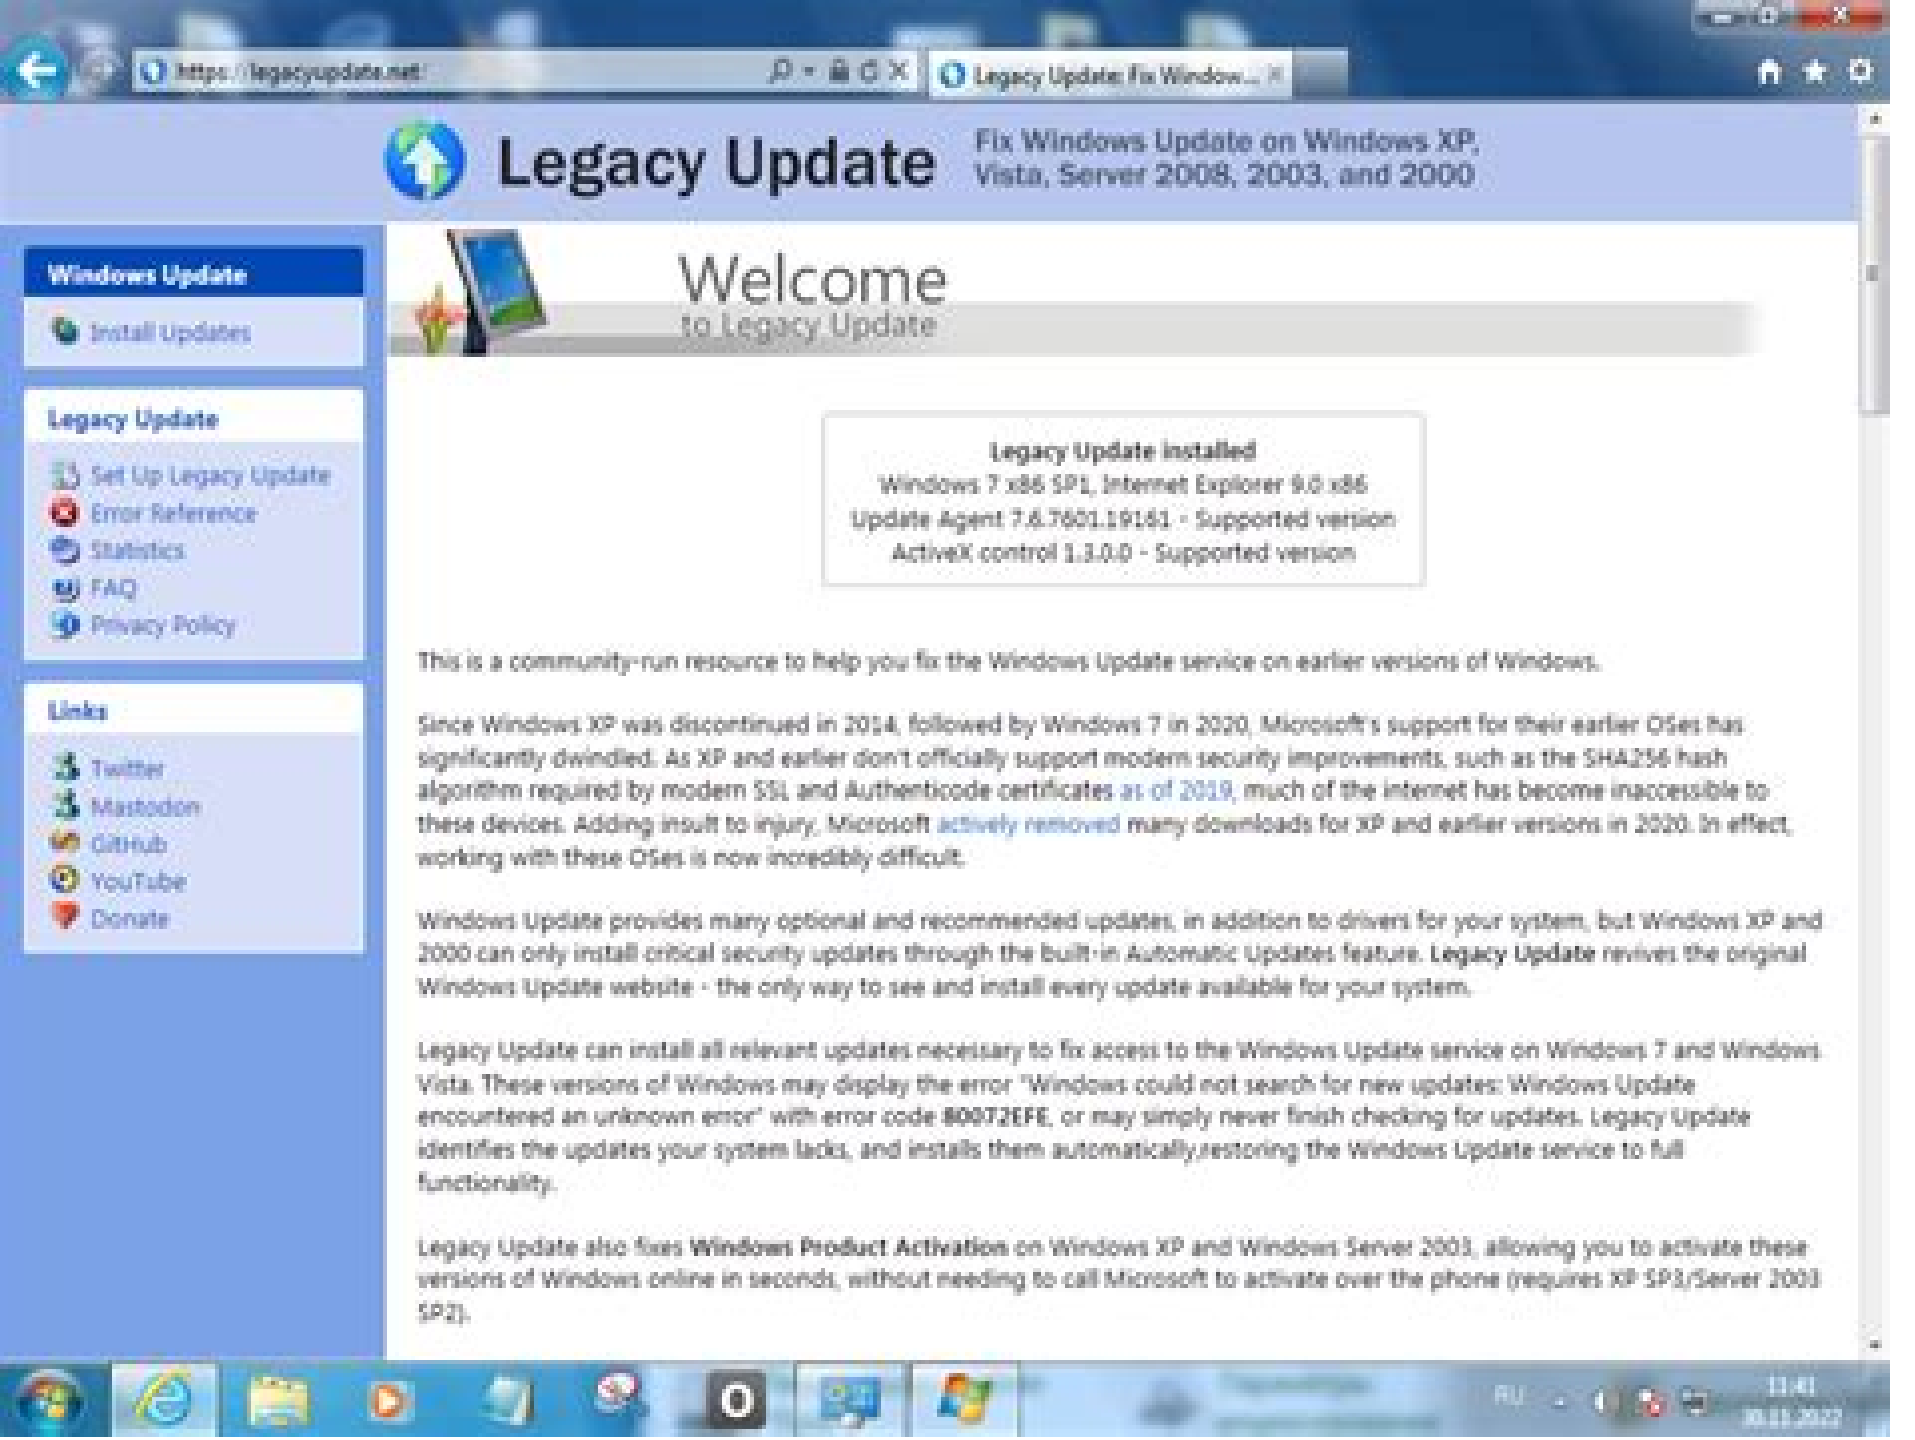 https://legacyupdate.net/
Legacy Update: Fix Window...
Legacy Update
Fix Windows Update on Windows XP,
Vista, Server 2008, 2003, and 2000
Windows Update
Install Updates
Legacy Update
Set Up Legacy Update
Error Reference
Statistics
FAQ
Privacy Policy
Links
Twitter
Mastodon
GitHub
YouTube
Donate
Welcome
to Legacy Update
Legacy Update installed
Windows 7 x86 SP1, Internet Explorer 9.0 x86
Update Agent 7.6.7601.19161 - Supported version
ActiveX control 1.3.0.0 - Supported version
This is a community-run resource to help you fix the Windows Update service on earlier versions of Windows.
Since Windows XP was discontinued in 2014, followed by Windows 7 in 2020, Microsoft's support for their earlier OSes has
significantly dwindled. As XP and earlier don't officially support modern security improvements, such as the SHA256 hash
algorithm required by modern SSL and Authenticode certificates as of 2019, much of the internet has become inaccessible to
these devices. Adding insult to injury, Microsoft actively removed many downloads for XP and earlier versions in 2020. In effect,
working with these OSes is now incredibly difficult.
Windows Update provides many optional and recommended updates, in addition to drivers for your system, but Windows XP and
2000 can only install critical security updates through the built-in Automatic Updates feature. Legacy Update revives the original
Windows Update website - the only way to see and install every update available for your system.
Legacy Update can install all relevant updates necessary to fix access to the Windows Update service on Windows 7 and Windows
Vista. These versions of Windows may display the error "Windows could not search for new updates: Windows Update
encountered an unknown error" with error code 80072EFE, or may simply never finish checking for updates. Legacy Update
identifies the updates your system lacks, and installs them automatically,restoring the Windows Update service to full
functionality.
Legacy Update also fixes Windows Product Activation on Windows XP and Windows Server 2003, allowing you to activate these
versions of Windows online in seconds, without needing to call Microsoft to activate over the phone (requires XP SP3/Server 2003
SP2).
O
RU
11:41
30.11.2022